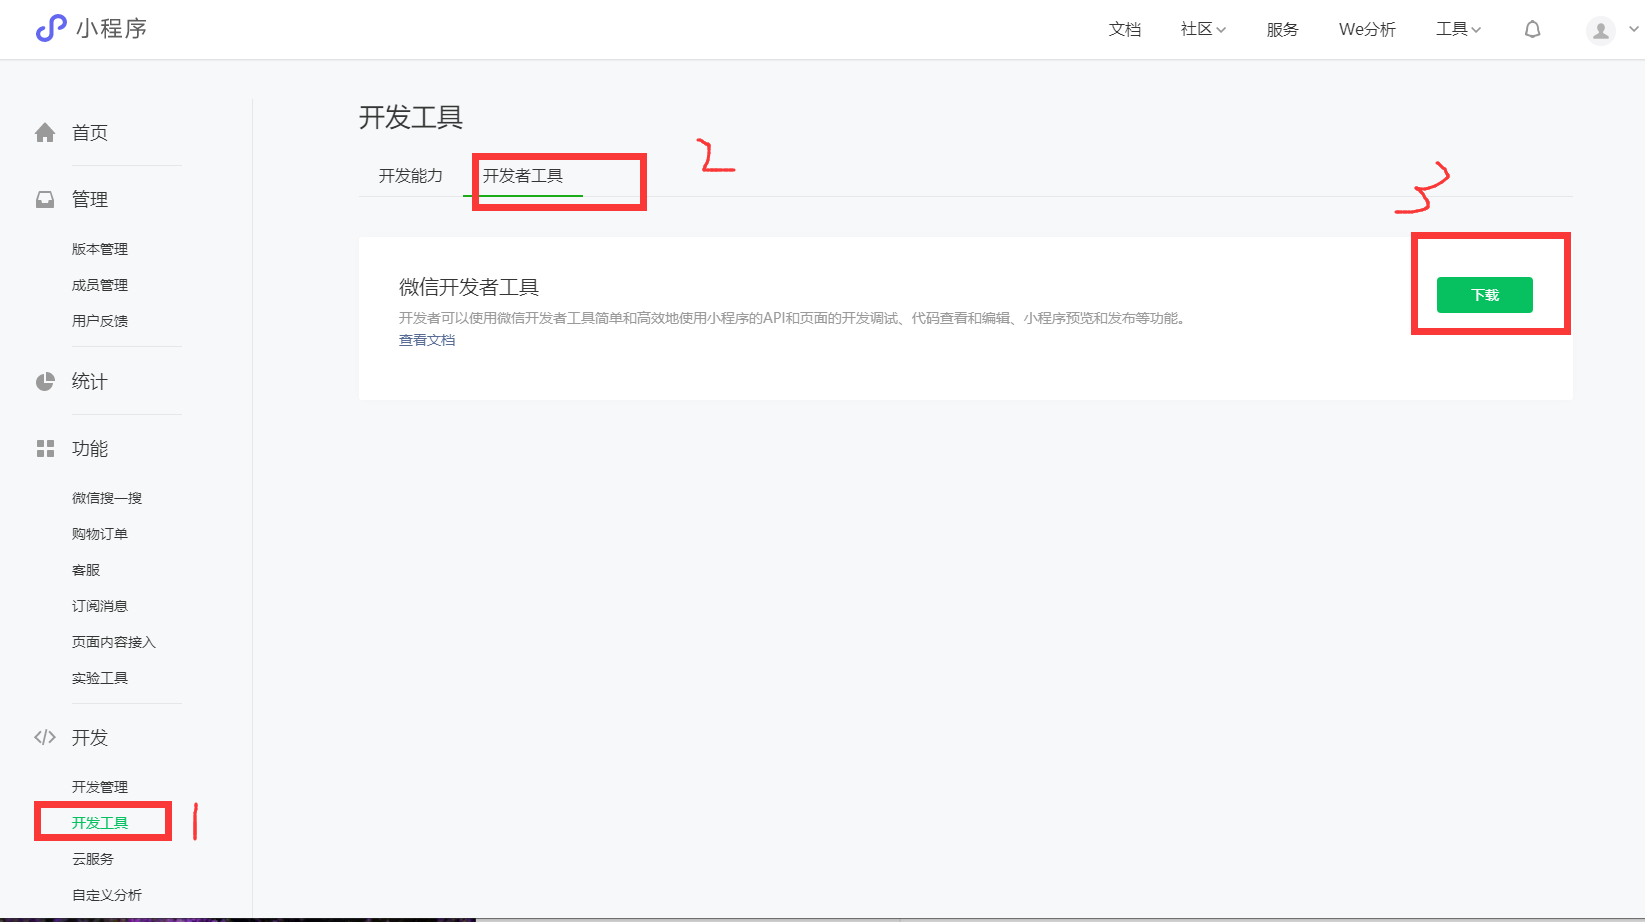 小程序
文档 社区 服务 We分析 工具
首页
管理
版本管理
成员管理
用户反馈
统计
功能
微信搜一搜
购物订单
客服
订阅消息
页面内容接入
实验工具
开发
开发管理
开发工具 1
云服务
自定义分析
开发工具
开发能力 开发者工具 2
3
微信开发者工具
开发者可以使用微信开发者工具简单和高效地使用小程序的API和页面的开发调试、代码查看和编辑、小程序预览和发布等功能。
查看文档
下载